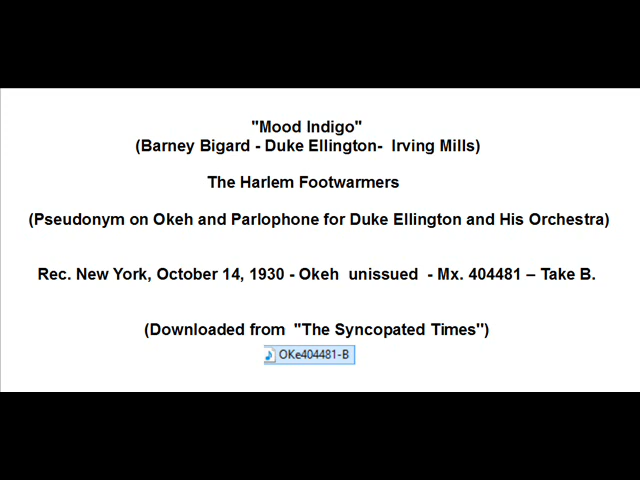 "Mood Indigo"
(Barney Bigard - Duke Ellington-  Irving Mills)
The Harlem Footwarmers
(Pseudonym on Okeh and Parlophone for Duke Ellington and His Orchestra)
Rec. New York, October 14, 1930 - Okeh  unissued  - Mx. 404481 – Take B.
(Downloaded from  "The Syncopated Times")
OKe404481-B